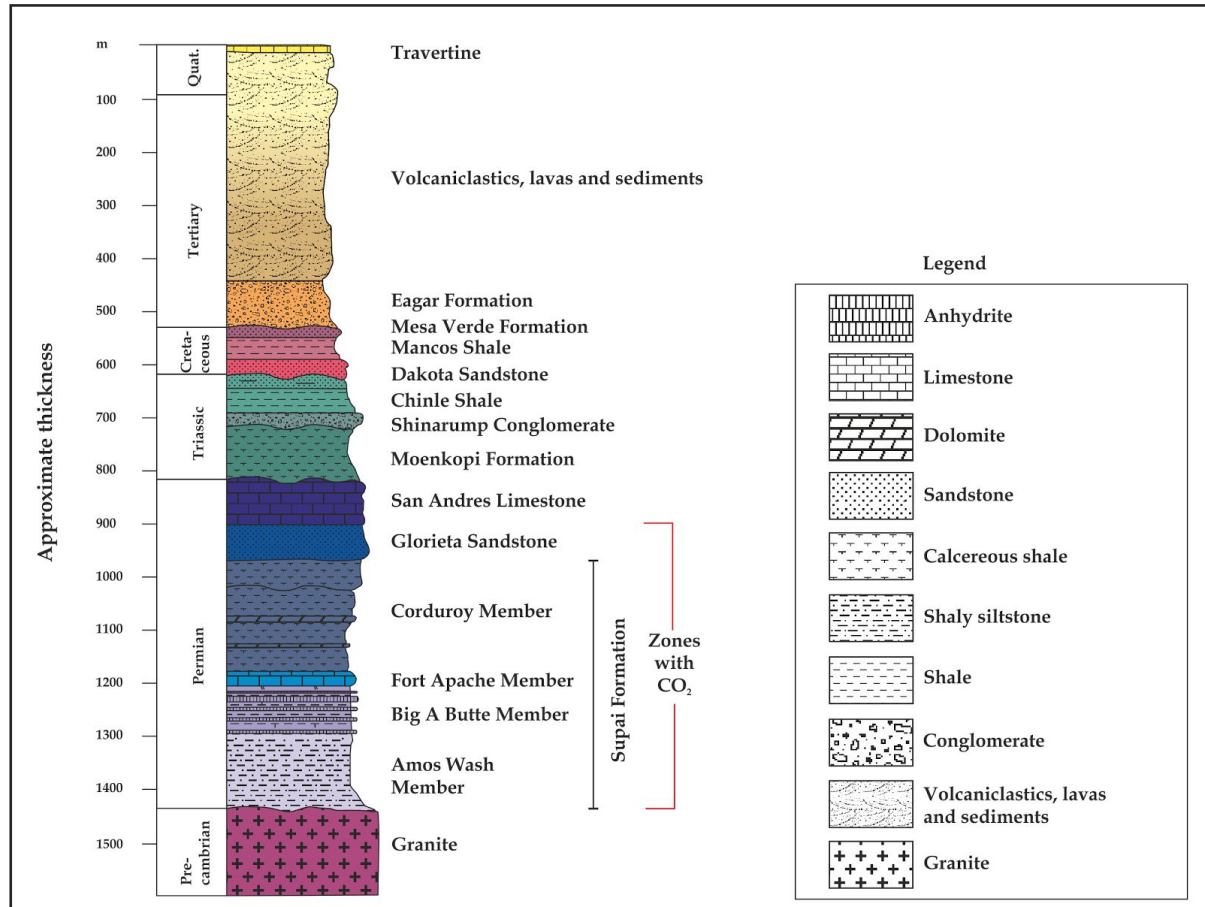 m
100
200
300
400
500
600
700
800
900
1000
1100
1200
1300
1400
1500
Approximate thickness
Quat.
Tertiary
Creta-
ceous
Triassic
Permian
Pre-
cambrian
Travertine
Volcaniclastics, lavas and sediments
Eagar Formation
Mesa Verde Formation
Mancos Shale
Dakota Sandstone
Chinle Shale
Shinarump Conglomerate
Moenkopi Formation
San Andres Limestone
Glorieta Sandstone
Corduroy Member
Fort Apache Member
Big A Butte Member
Amos Wash
Member
Granite
Supai Formation
Zones
with
CO₂
Legend
Anhydrite
Limestone
Dolomite
Sandstone
Calcereous shale
Shaly siltstone
Shale
Conglomerate
Volcaniclastics, lavas
and sediments
Granite